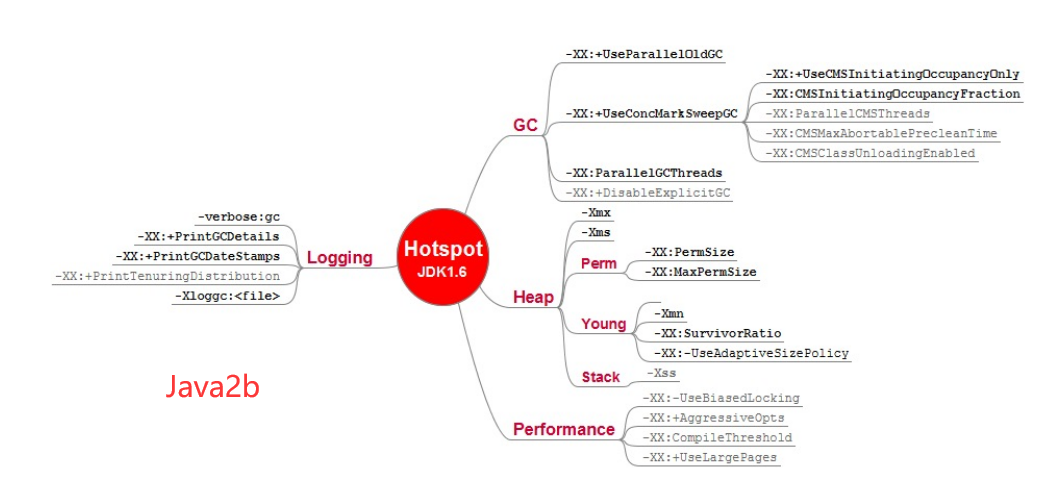 Hotspot
JDK1.6
GC
-XX:+UseParallelOldGC
-XX:+UseConcMarkSweepGC
-XX:+UseCMSInitiatingOccupancyOnly
-XX:CMSInitiatingOccupancyFraction
-XX:ParallelCMSThreads
-XX:CMSMaxAbortablePrecleanTime
-XX:CMSClassUnloadingEnabled
-XX:ParallelGCThreads
-XX:+DisableExplicitGC
Heap
-Xmx
-Xms
Perm
-XX:PermSize
-XX:MaxPermSize
Young
-Xmn
-XX:SurvivorRatio
-XX:-UseAdaptiveSizePolicy
Stack
-Xss
Performance
-XX:-UseBiasedLocking
-XX:+AggressiveOpts
-XX:CompileThreshold
-XX:+UseLargePages
Logging
-verbose:gc
-XX:+PrintGCDetails
-XX:+PrintGCDateStamps
-XX:+PrintTenuringDistribution
-Xloggc:<file>
Java2b